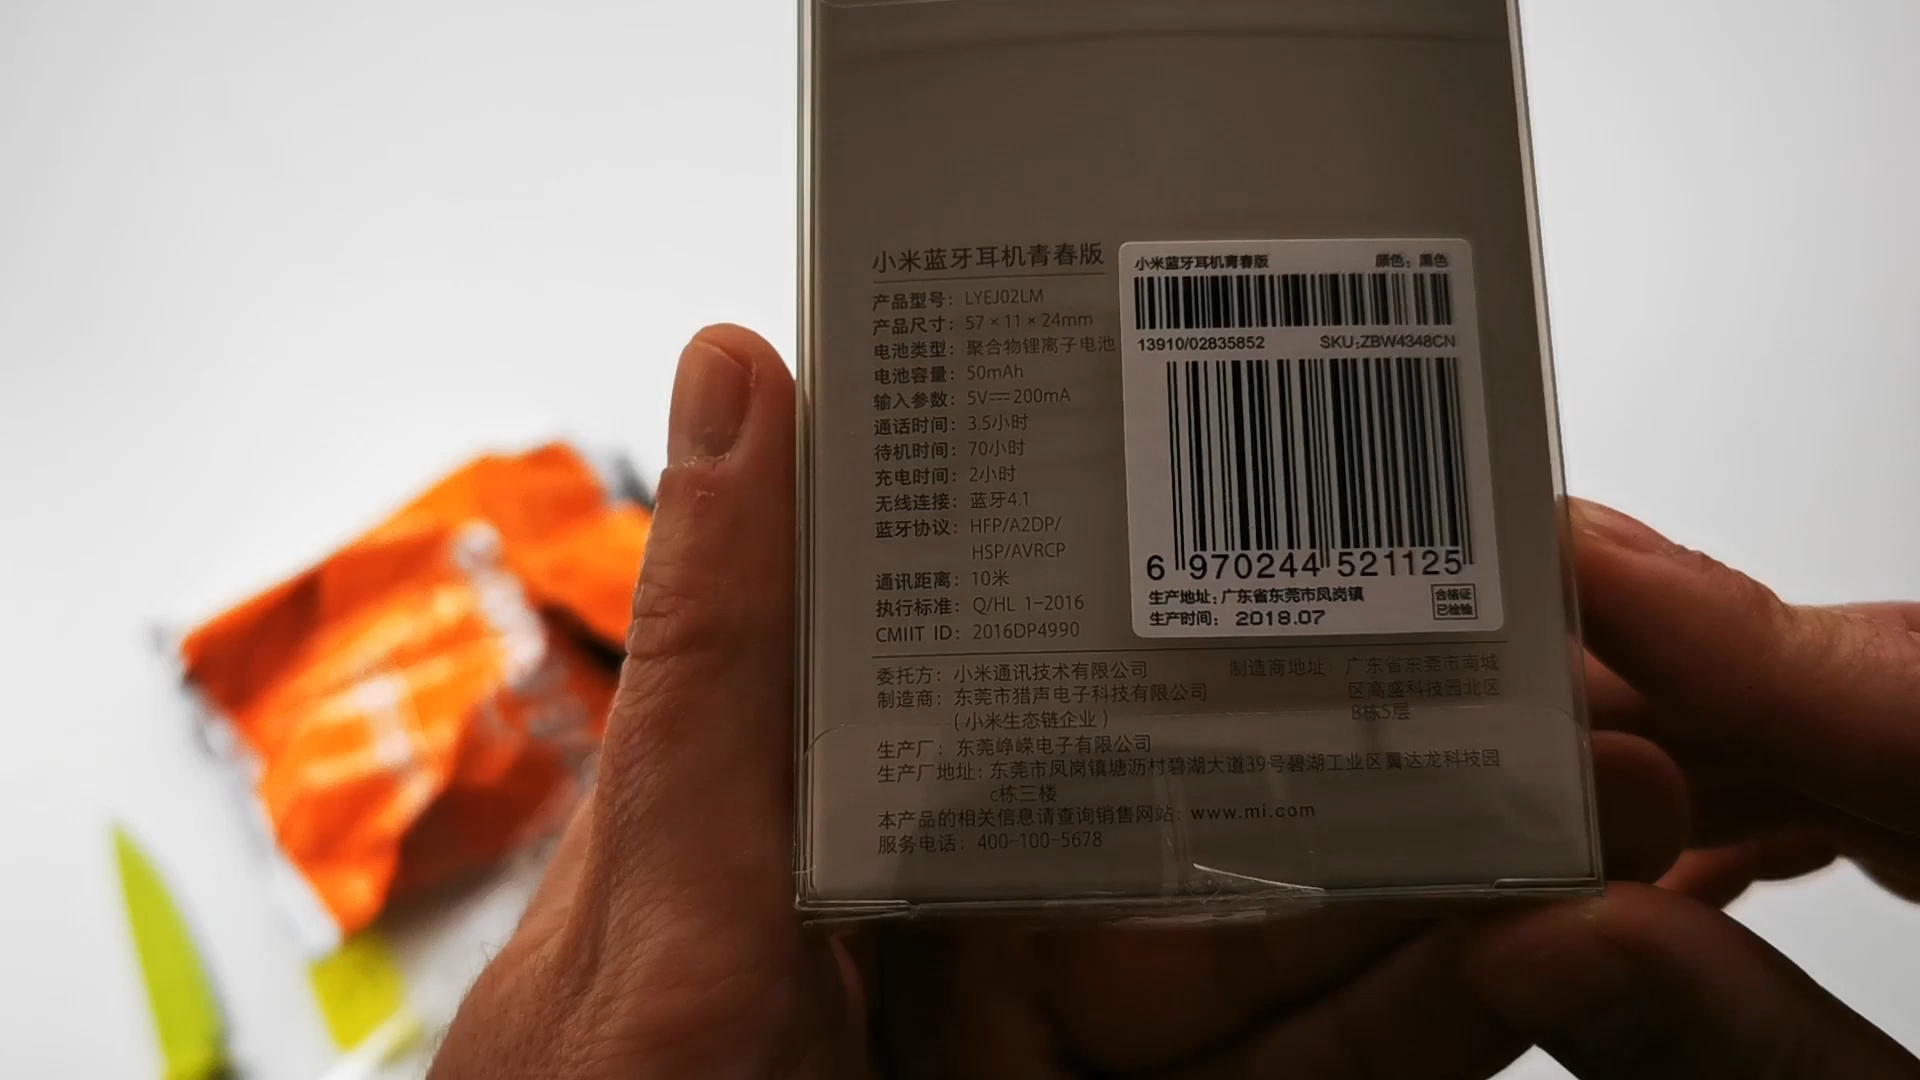 小米蓝牙耳机青春版
产品型号：LYEJ02LM
产品尺寸：57×11×24mm
电池类型：聚合物锂离子电池
电池容量：50mAh
输入参数：5V⎓200mA
通话时间：3.5小时
待机时间：70小时
充电时间：2小时
无线连接：蓝牙4.1
蓝牙协议：HFP/A2DP/
HSP/AVRCP
通讯距离：10米
执行标准：Q/HL 1-2016
CMIIT ID：2016DP4990
小米蓝牙耳机青春版 颜色：黑色
13910/02835852 SKU:ZBW4348CN
6 970244 521125
生产地址：广东省东莞市凤岗镇
生产时间：2018.07
合格证
已检验
委托方：小米通讯技术有限公司
制造商：东莞市猎声电子科技有限公司
（小米生态链企业）
制造商地址：广东省东莞市南城
区高盛科技园北区
B栋5层
生产厂：东莞峥嵘电子有限公司
生产厂地址：东莞市凤岗镇塘沥村碧湖大道39号碧湖工业区翼达龙科技园
c栋三楼
本产品的相关信息请查询销售网站：www.mi.com
服务电话：400-100-5678